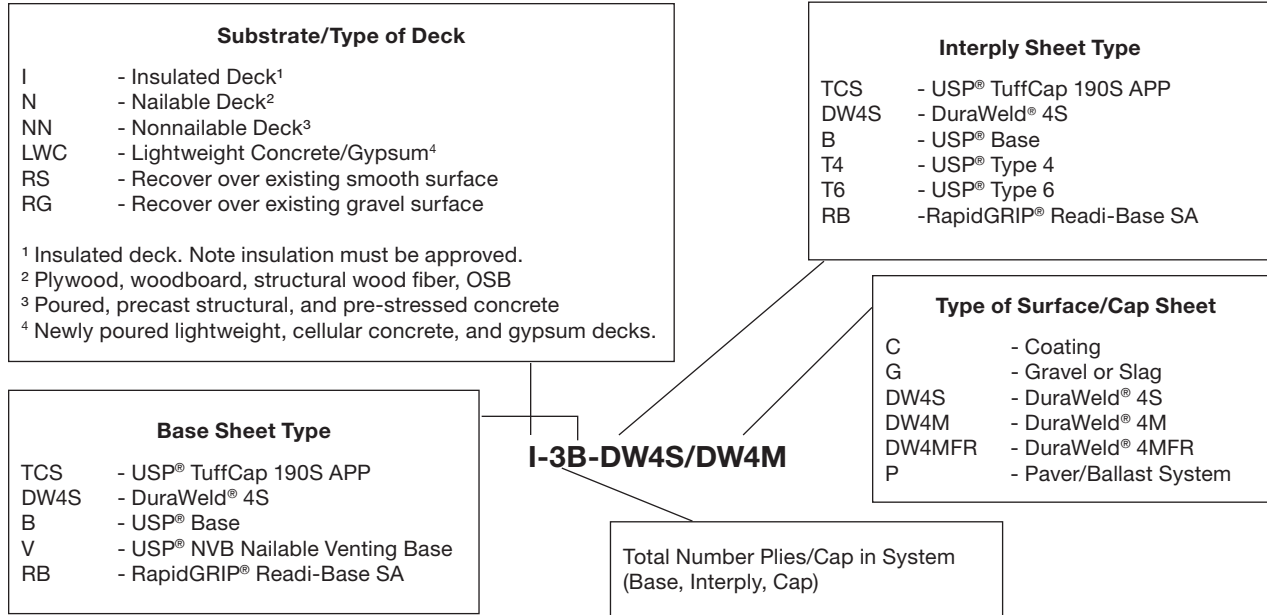 Substrate/Type of Deck
I - Insulated Deck¹
N - Nailable Deck²
NN - Nonnailable Deck³
LWC - Lightweight Concrete/Gypsum⁴
RS - Recover over existing smooth surface
RG - Recover over existing gravel surface
¹ Insulated deck. Note insulation must be approved.
² Plywood, woodboard, structural wood fiber, OSB
³ Poured, precast structural, and pre-stressed concrete
⁴ Newly poured lightweight, cellular concrete, and gypsum decks.
Interply Sheet Type
TCS - USP® TuffCap 190S APP
DW4S - DuraWeld® 4S
B - USP® Base
T4 - USP® Type 4
T6 - USP® Type 6
RB -RapidGRIP® Readi-Base SA
Type of Surface/Cap Sheet
C - Coating
G - Gravel or Slag
DW4S - DuraWeld® 4S
DW4M - DuraWeld® 4M
DW4MFR - DuraWeld® 4MFR
P - Paver/Ballast System
Base Sheet Type
TCS - USP® TuffCap 190S APP
DW4S - DuraWeld® 4S
B - USP® Base
V - USP® NVB Nailable Venting Base
RB - RapidGRIP® Readi-Base SA
I-3B-DW4S/DW4M
Total Number Plies/Cap in System
(Base, Interply, Cap)